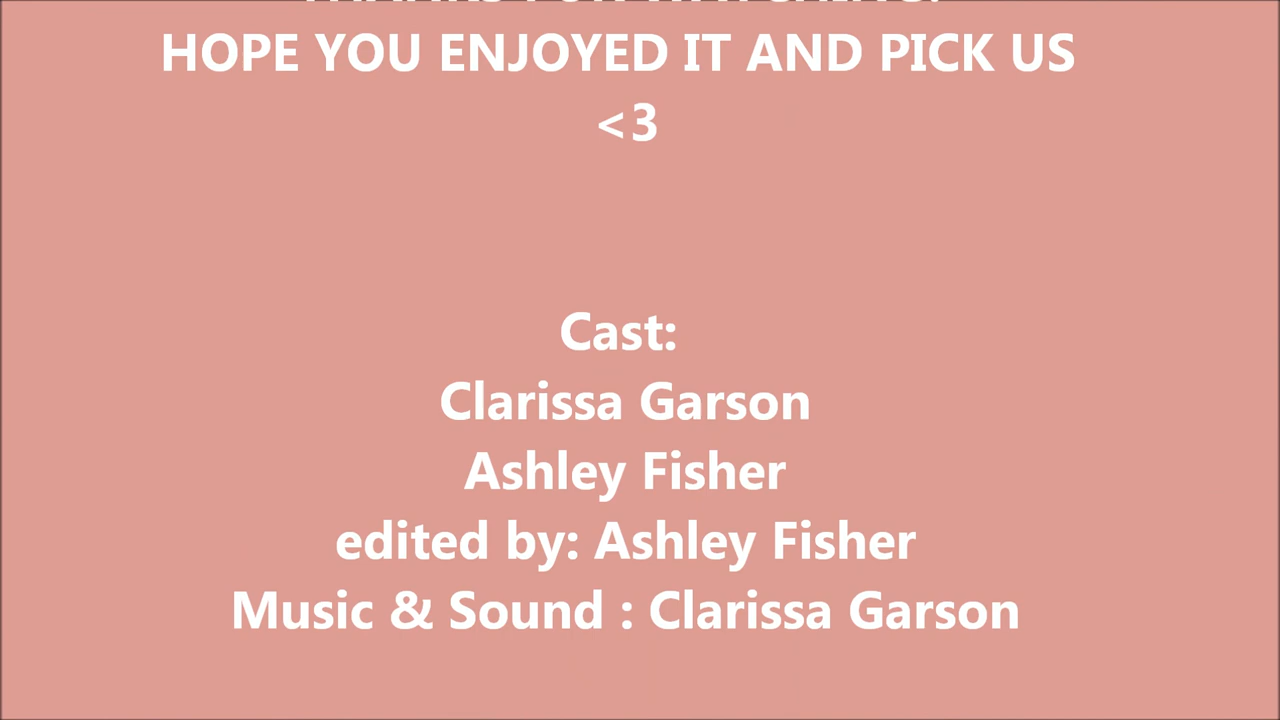 HOPE YOU ENJOYED IT AND PICK US
<3
Cast:
Clarissa Garson
Ashley Fisher
edited by: Ashley Fisher
Music & Sound : Clarissa Garson